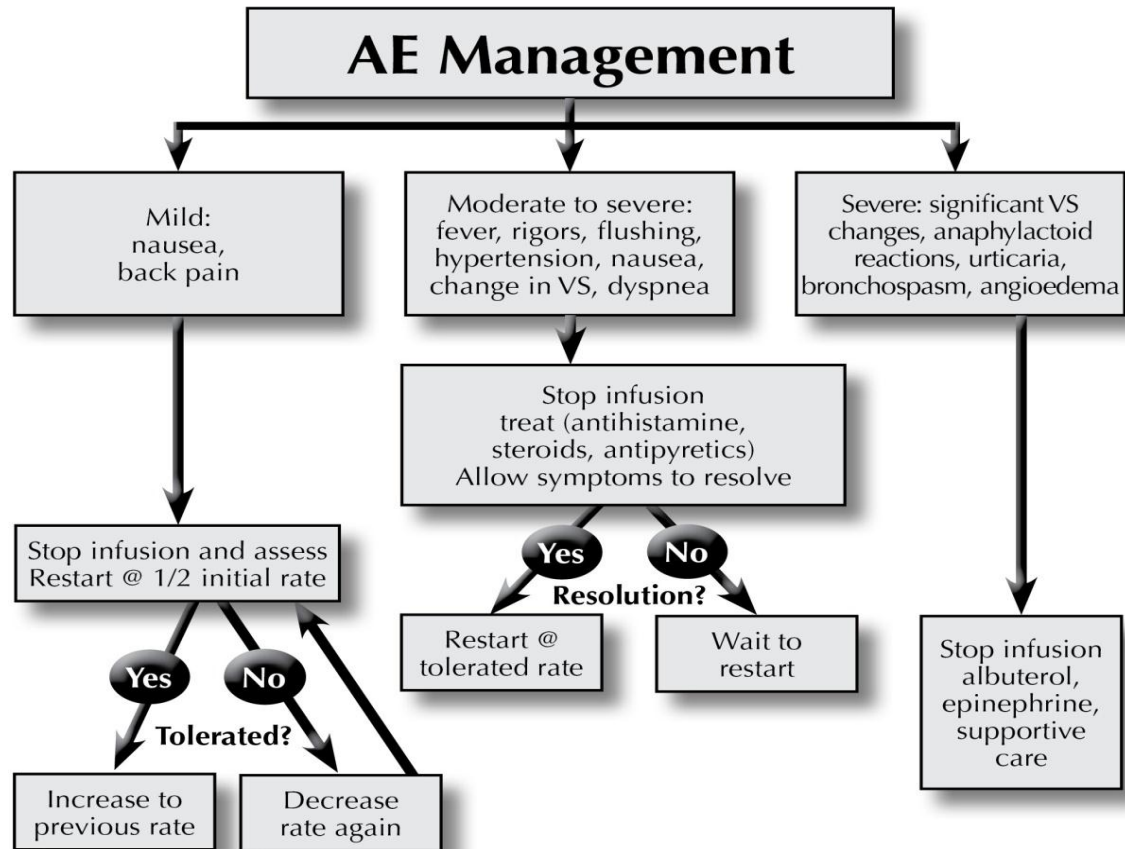 AE Management
Mild:
nausea,
back pain
Moderate to severe:
fever, rigors, flushing,
hypertension, nausea,
change in VS, dyspnea
Severe: significant VS
changes, anaphylactoid
reactions, urticaria,
bronchospasm, angioedema
Stop infusion
treat (antihistamine,
steroids, antipyretics)
Allow symptoms to resolve
Stop infusion and assess
Restart @ 1/2 initial rate
Yes
No
Resolution?
Restart @
tolerated rate
Wait to
restart
Stop infusion
albuterol,
epinephrine,
supportive
care
Yes
No
Tolerated?
Increase to
previous rate
Decrease
rate again